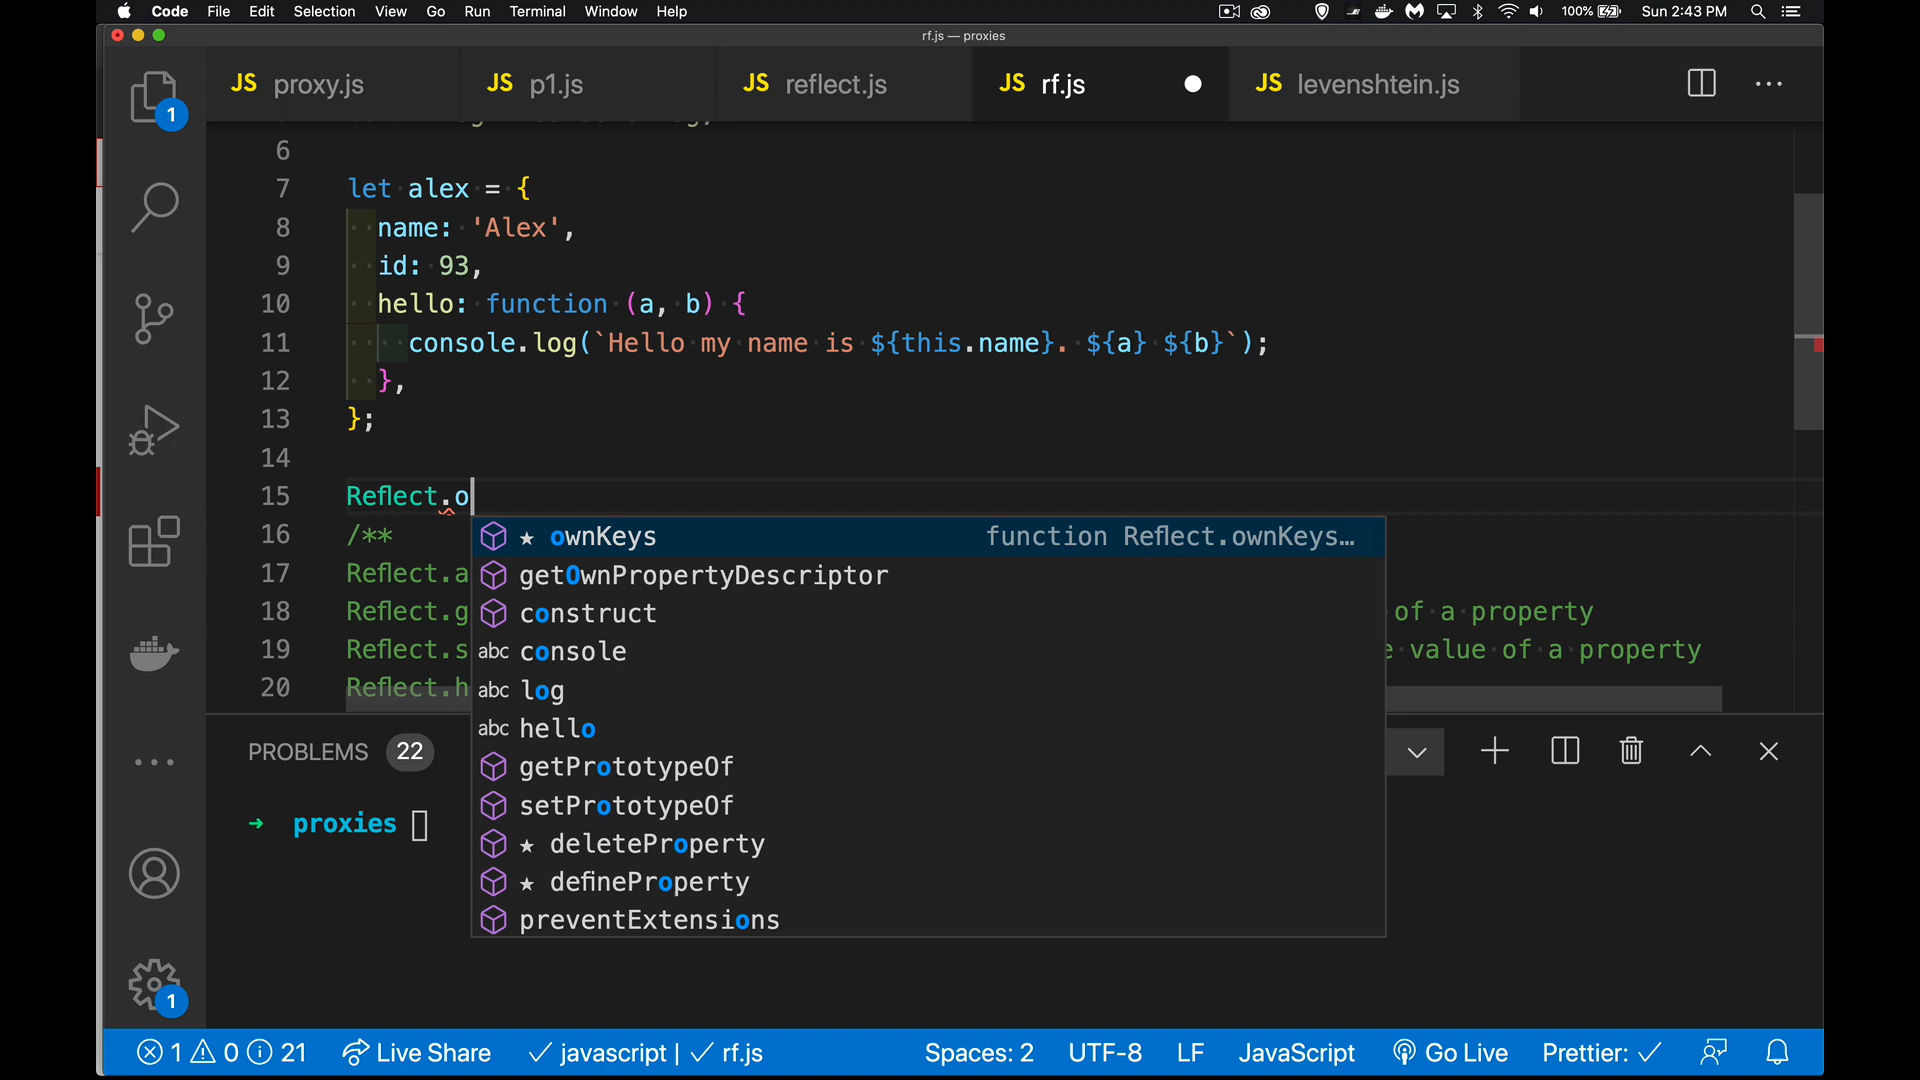 Code File Edit Selection View Go Run Terminal Window Help 100% Sun 2:43 PM
rf.js — proxies
JS proxy.js JS p1.js JS reflect.js JS rf.js JS levenshtein.js
1
6
7 let alex = {
8 name: 'Alex',
9 id: 93,
10 hello: function (a, b) {
11 console.log(`Hello my name is ${this.name}. ${a} ${b}`);
12 },
13 };
14
15 Reflect.o
16 /**
17 Reflect.a
18 Reflect.g of a property
19 Reflect.s e value of a property
20 Reflect.h
★ ownKeys function Reflect.ownKeys…
getOwnPropertyDescriptor
construct
abc console
abc log
abc hello
getPrototypeOf
setPrototypeOf
★ deleteProperty
★ defineProperty
preventExtensions
PROBLEMS 22
➜ proxies
1
1 0 21 Live Share ✓ javascript | ✓ rf.js Spaces: 2 UTF-8 LF JavaScript Go Live Prettier: ✓